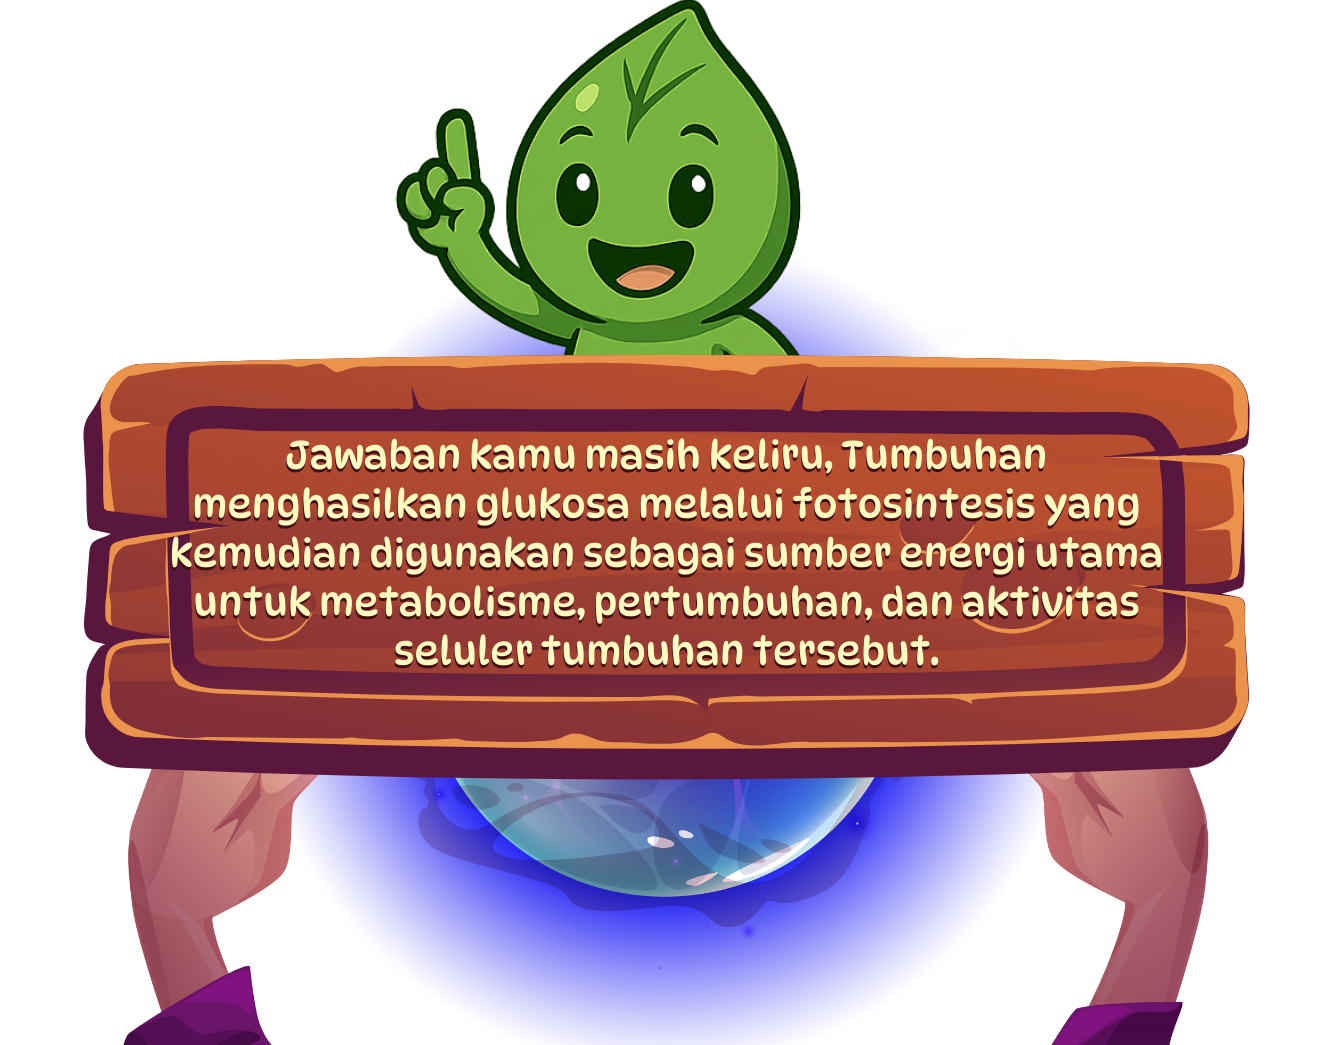 Jawaban kamu masih keliru, Tumbuhan
menghasilkan glukosa melalui fotosintesis yang
kemudian digunakan sebagai sumber energi utama
untuk metabolisme, pertumbuhan, dan aktivitas
seluler tumbuhan tersebut.